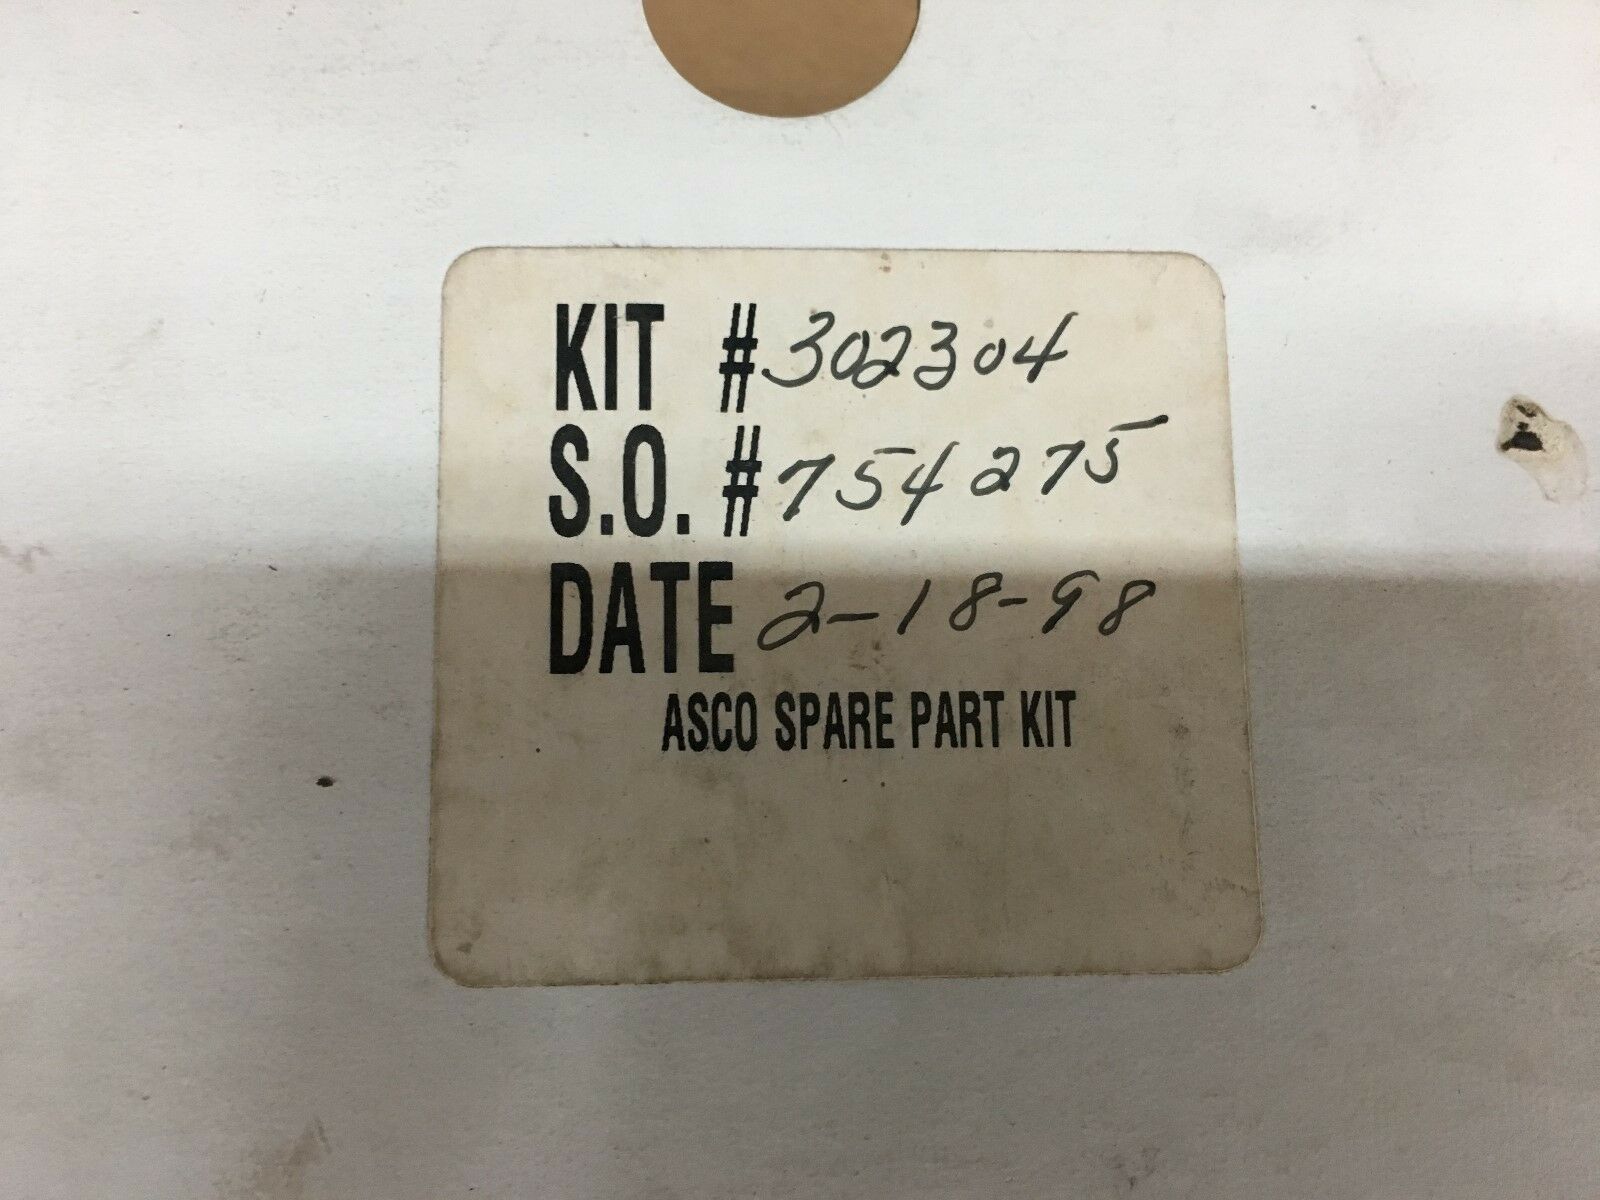 KIT #302304
S.O. #754275
DATE 2-18-98
ASCO SPARE PART KIT